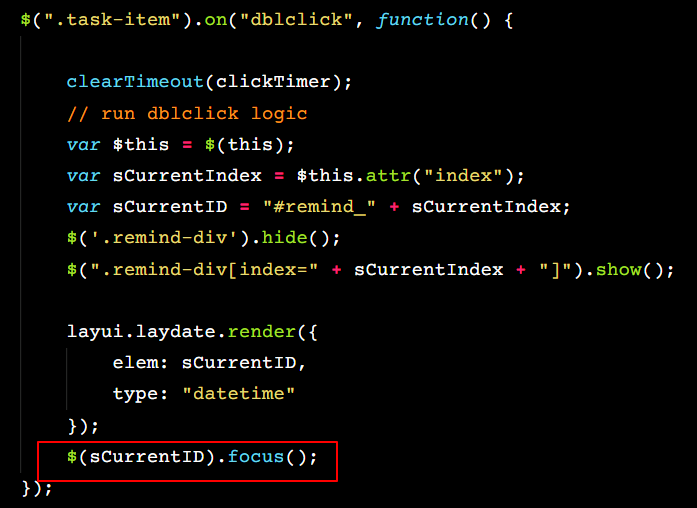 $(".task-item").on("dblclick", function() {
clearTimeout(clickTimer);
// run dblclick logic
var $this = $(this);
var sCurrentIndex = $this.attr("index");
var sCurrentID = "#remind_" + sCurrentIndex;
$('.remind-div').hide();
$(".remind-div[index=" + sCurrentIndex + "]").show();
layui.laydate.render({
elem: sCurrentID,
type: "datetime"
});
$(sCurrentID).focus();
});